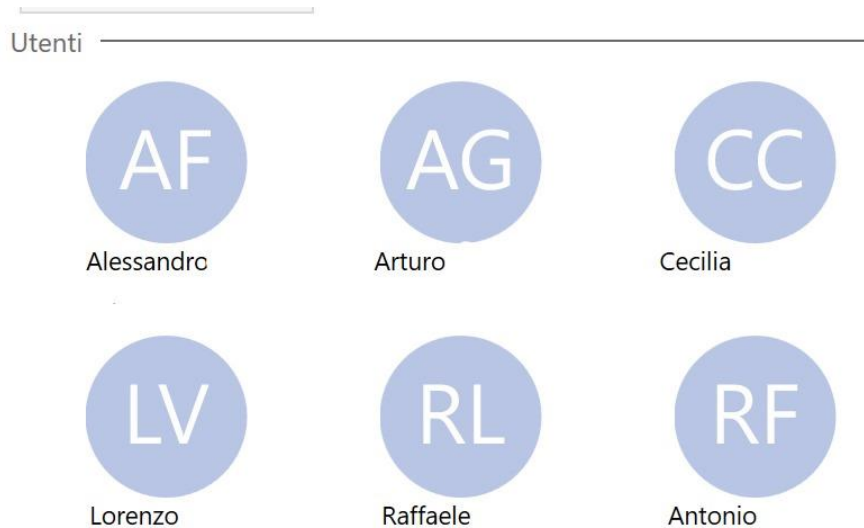 Utenti
AF AG CC
Alessandro Arturo Cecilia
LV RL RF
Lorenzo Raffaele Antonio